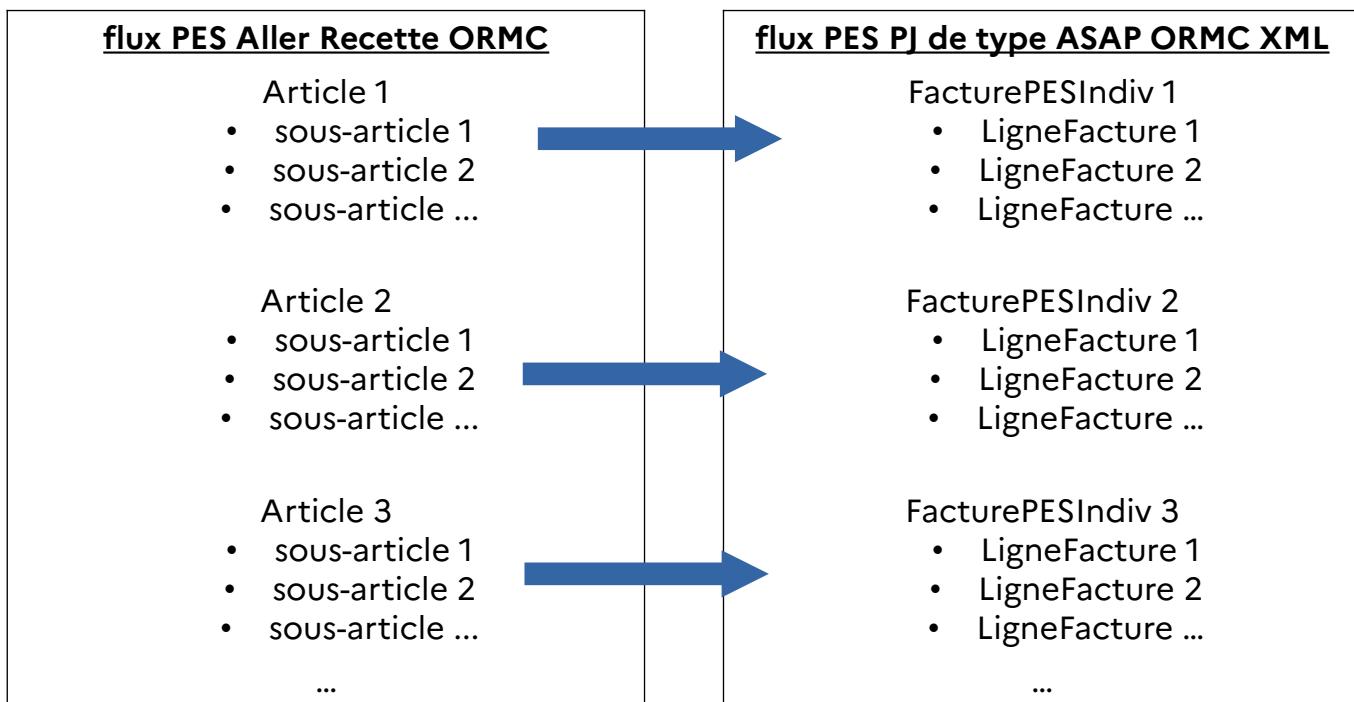 flux PES Aller Recette ORMC
Article 1
• sous-article 1
• sous-article 2
• sous-article ...
Article 2
• sous-article 1
• sous-article 2
• sous-article ...
Article 3
• sous-article 1
• sous-article 2
• sous-article ...
...
flux PES PJ de type ASAP ORMC XML
FacturePESIndiv 1
• LigneFacture 1
• LigneFacture 2
• LigneFacture ...
FacturePESIndiv 2
• LigneFacture 1
• LigneFacture 2
• LigneFacture ...
FacturePESIndiv 3
• LigneFacture 1
• LigneFacture 2
• LigneFacture ...
...